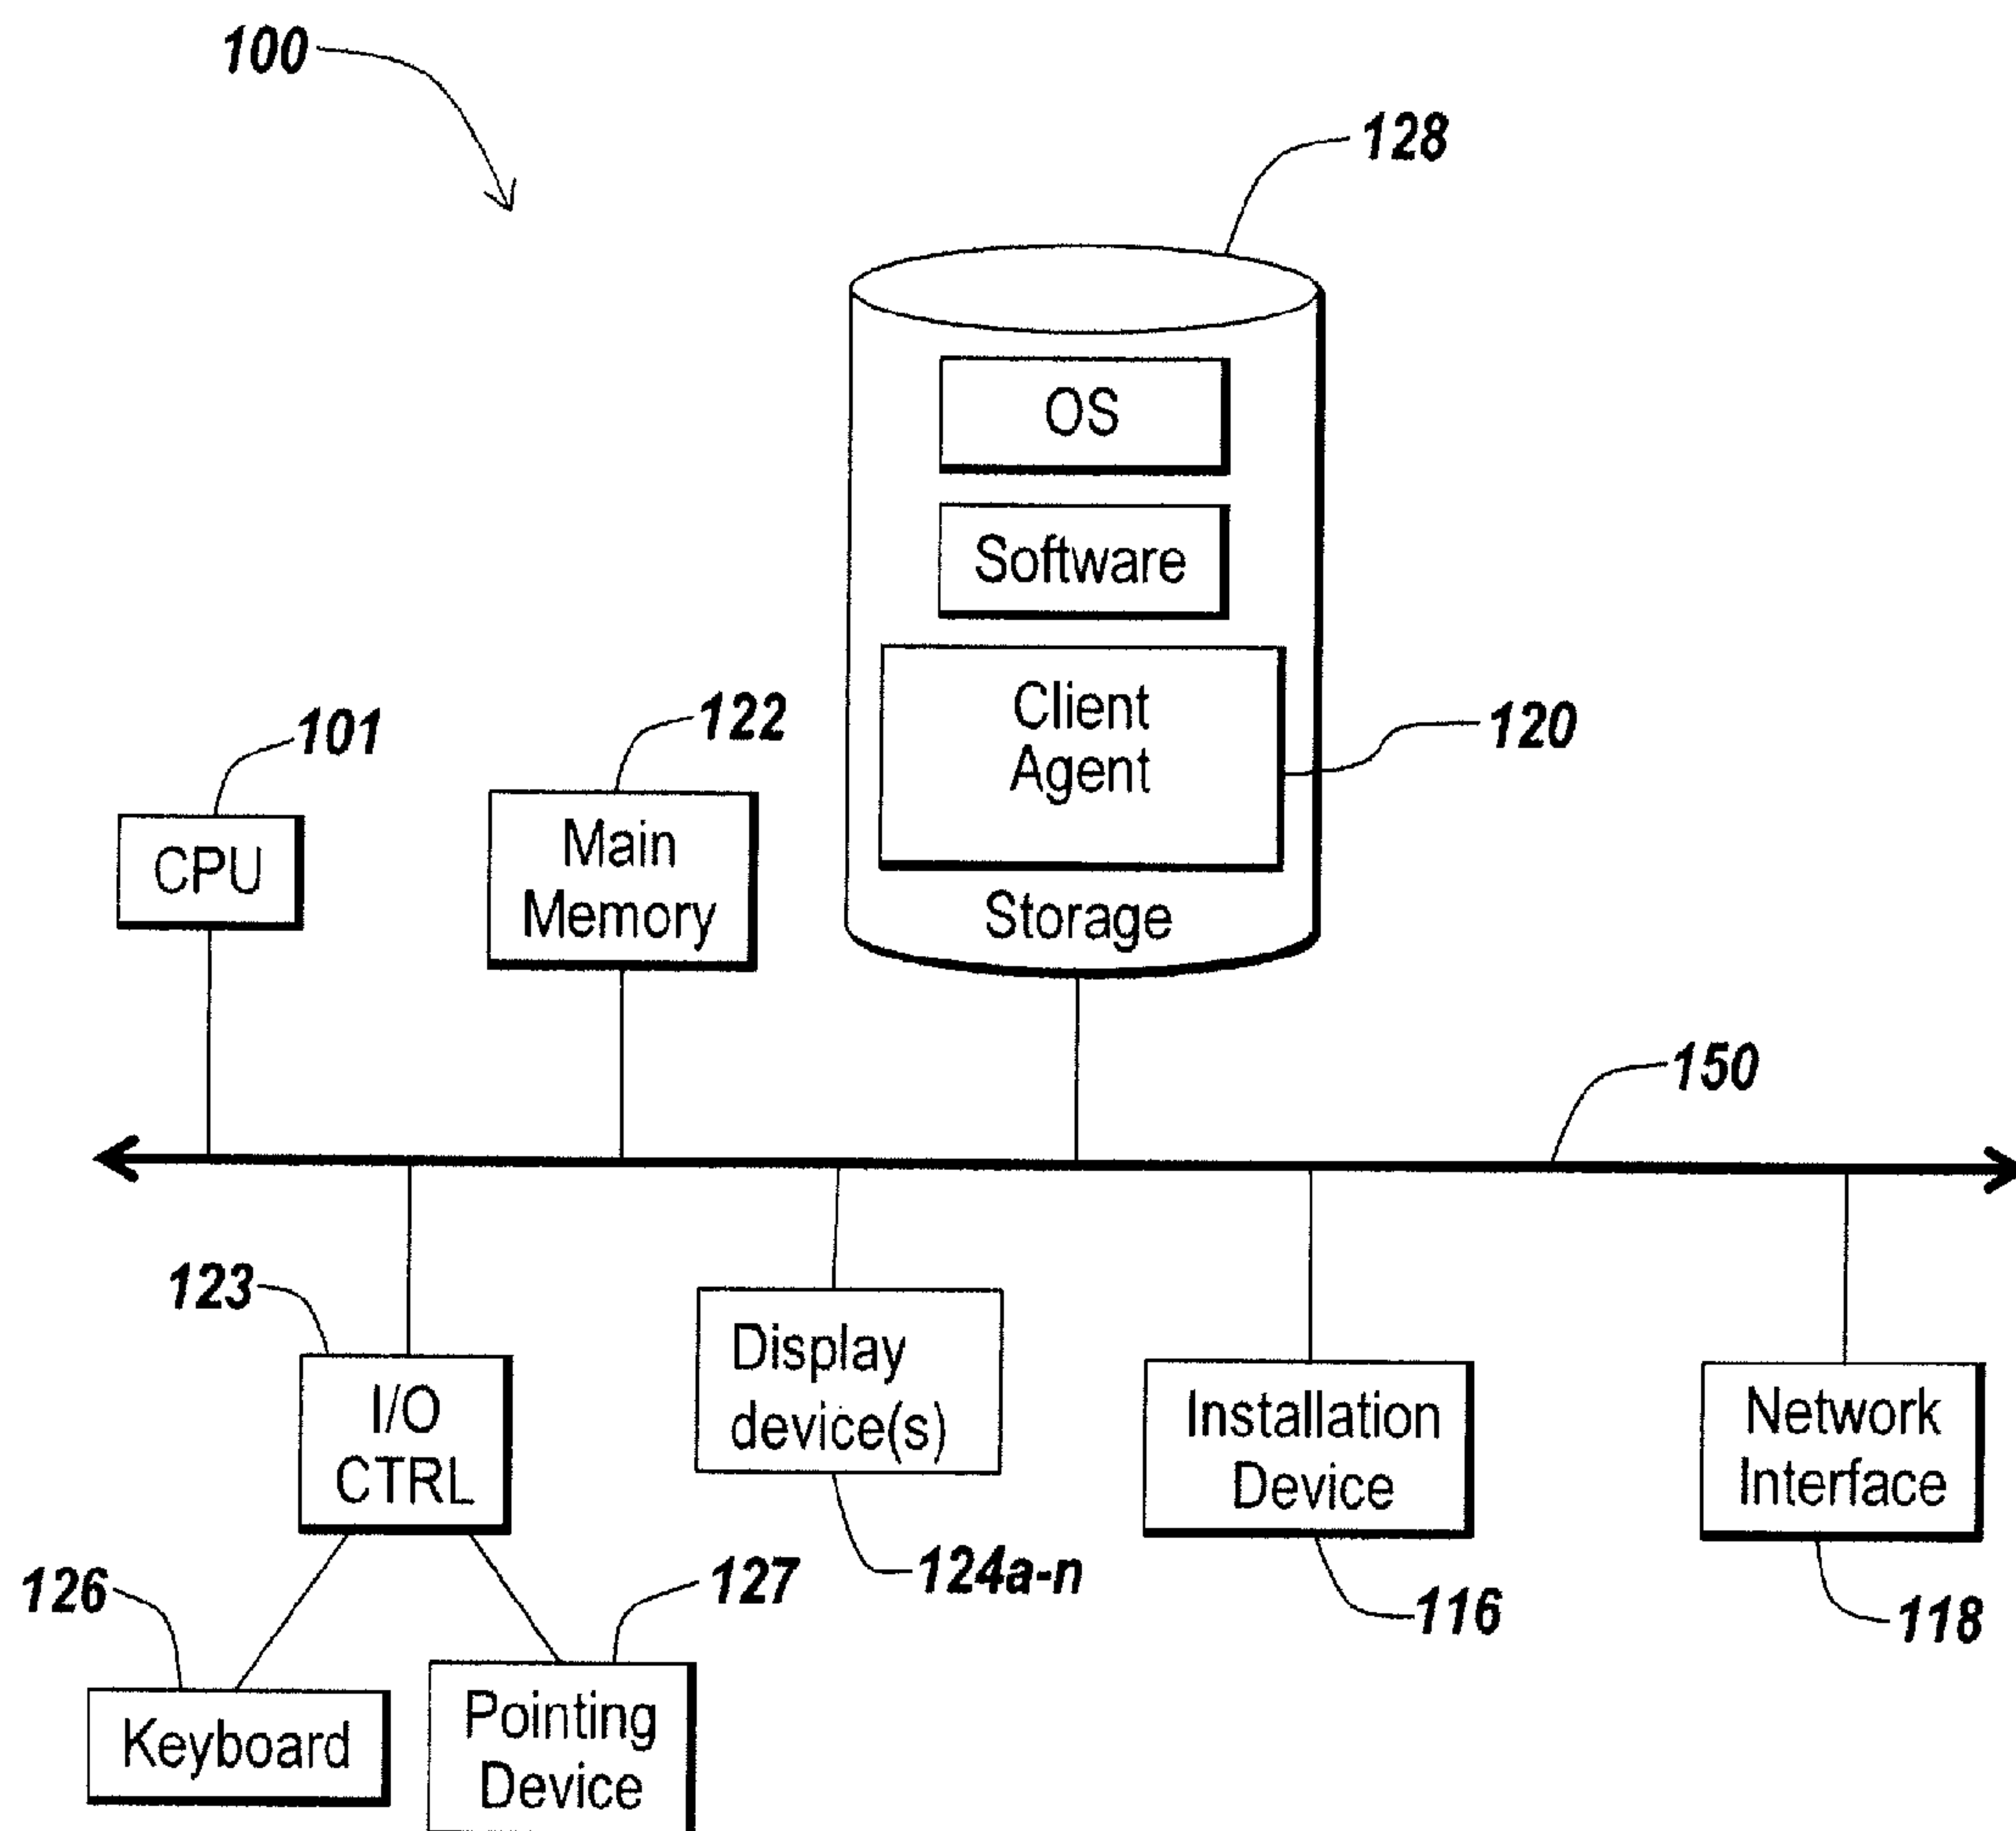 100
128
OS
Software
Client
Agent
120
Storage
101
CPU
122
Main
Memory
150
123
I/O
CTRL
Display
device(s)
124a-n
Installation
Device
116
Network
Interface
118
126
Keyboard
127
Pointing
Device